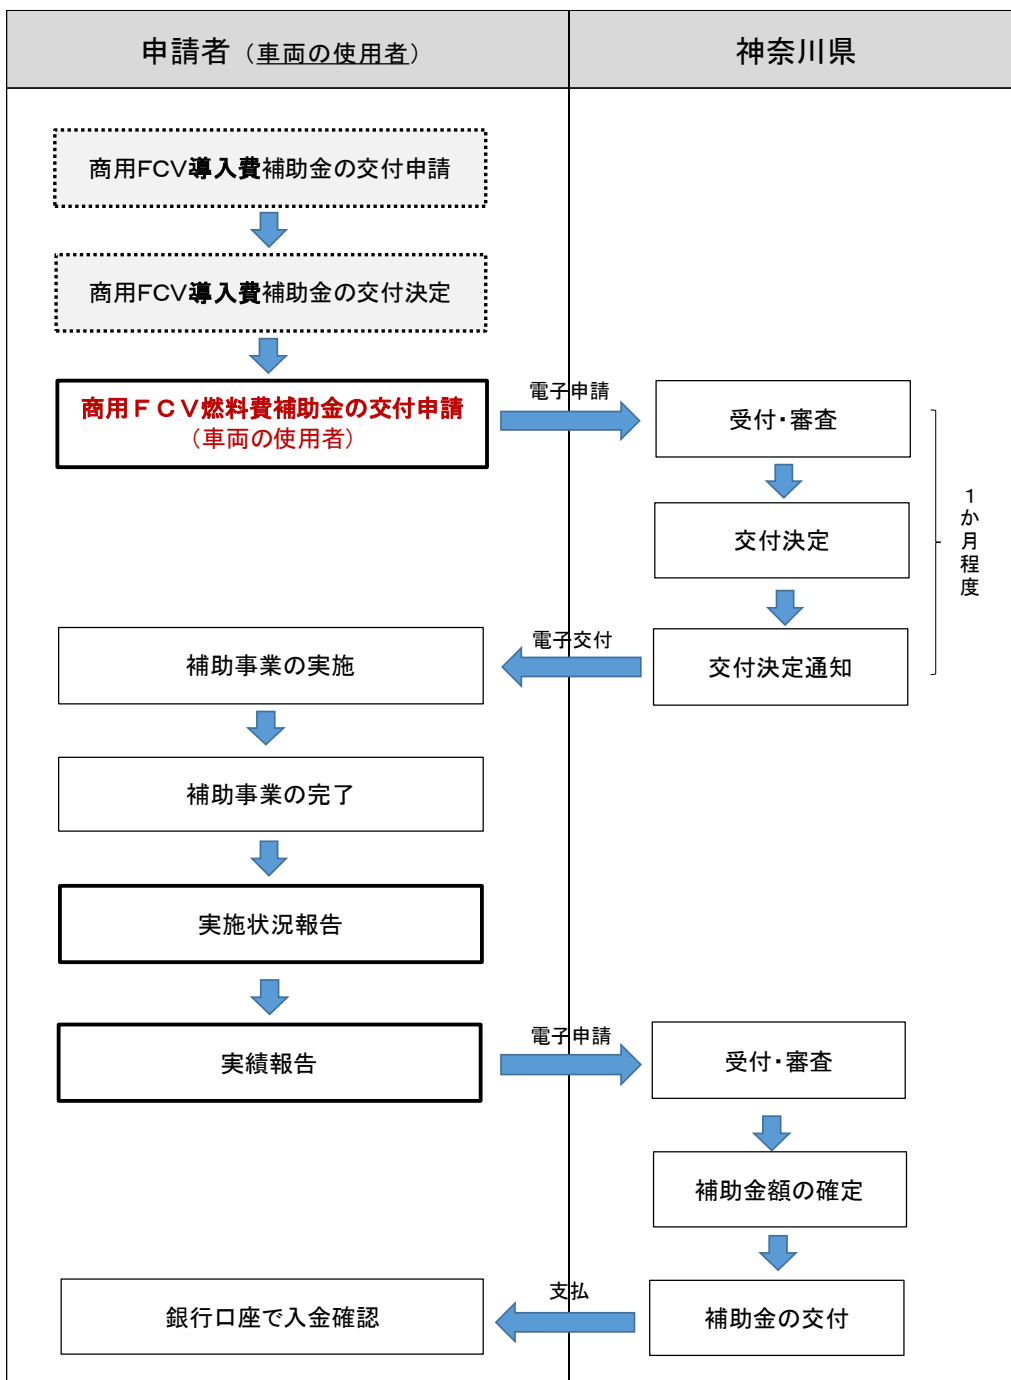 申請者（車両の使用者）
神奈川県
商用FCV導入費補助金の交付申請
商用FCV導入費補助金の交付決定
商用ＦＣＶ燃料費補助金の交付申請
（車両の使用者）
電子申請
受付・審査
交付決定
交付決定通知
１か月程度
電子交付
補助事業の実施
補助事業の完了
実施状況報告
実績報告
電子申請
受付・審査
補助金額の確定
補助金の交付
支払
銀行口座で入金確認